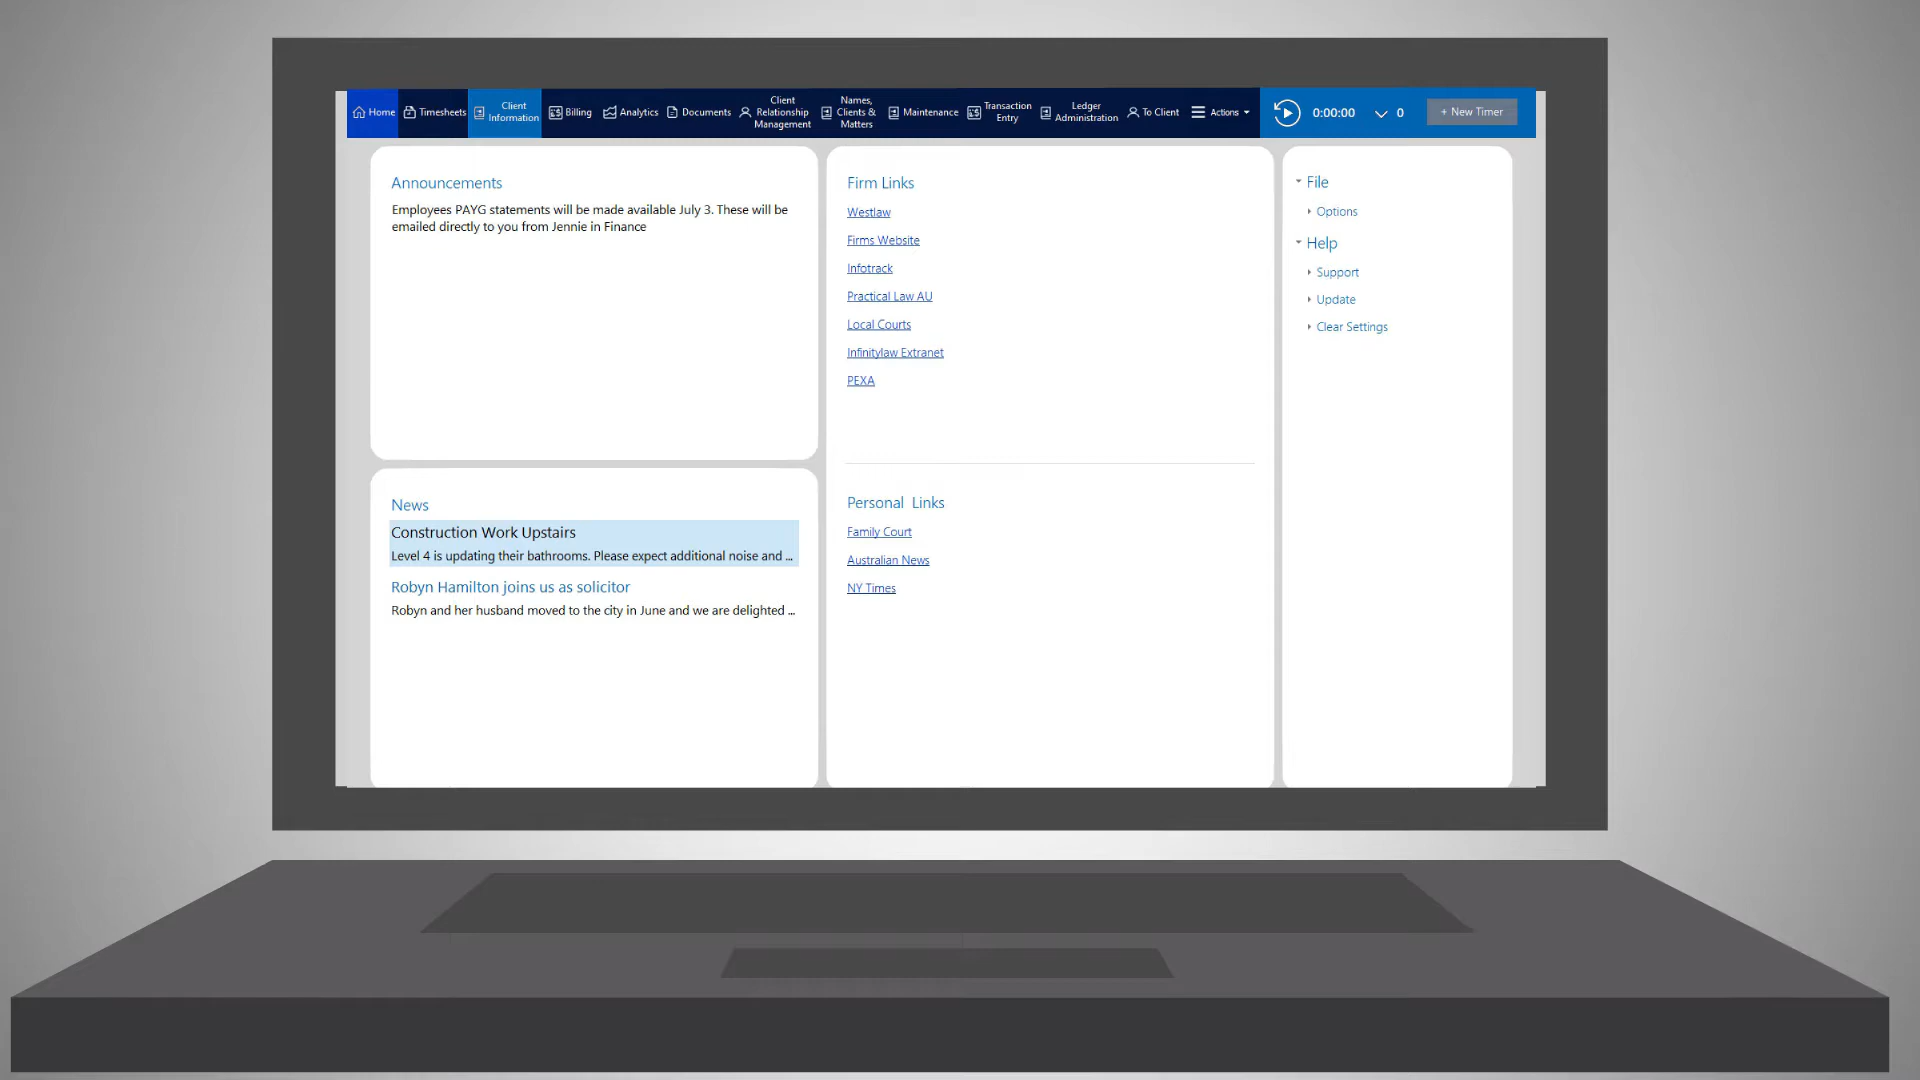 Home
Timesheets
Client
Information
Billing
Analytics
Documents
Client
Relationship
Management
Names,
Clients &
Matters
Maintenance
Transaction
Entry
Ledger
Administration
To Client
Actions
0:00:00
0
+ New Timer
Announcements
Employees PAYG statements will be made available July 3. These will be
emailed directly to you from Jennie in Finance
News
Construction Work Upstairs
Level 4 is updating their bathrooms. Please expect additional noise and ...
Robyn Hamilton joins us as solicitor
Robyn and her husband moved to the city in June and we are delighted ...
Firm Links
Westlaw
Firms Website
Infotrack
Practical Law AU
Local Courts
Infinitylaw Extranet
PEXA
Personal Links
Family Court
Australian News
NY Times
File
Options
Help
Support
Update
Clear Settings